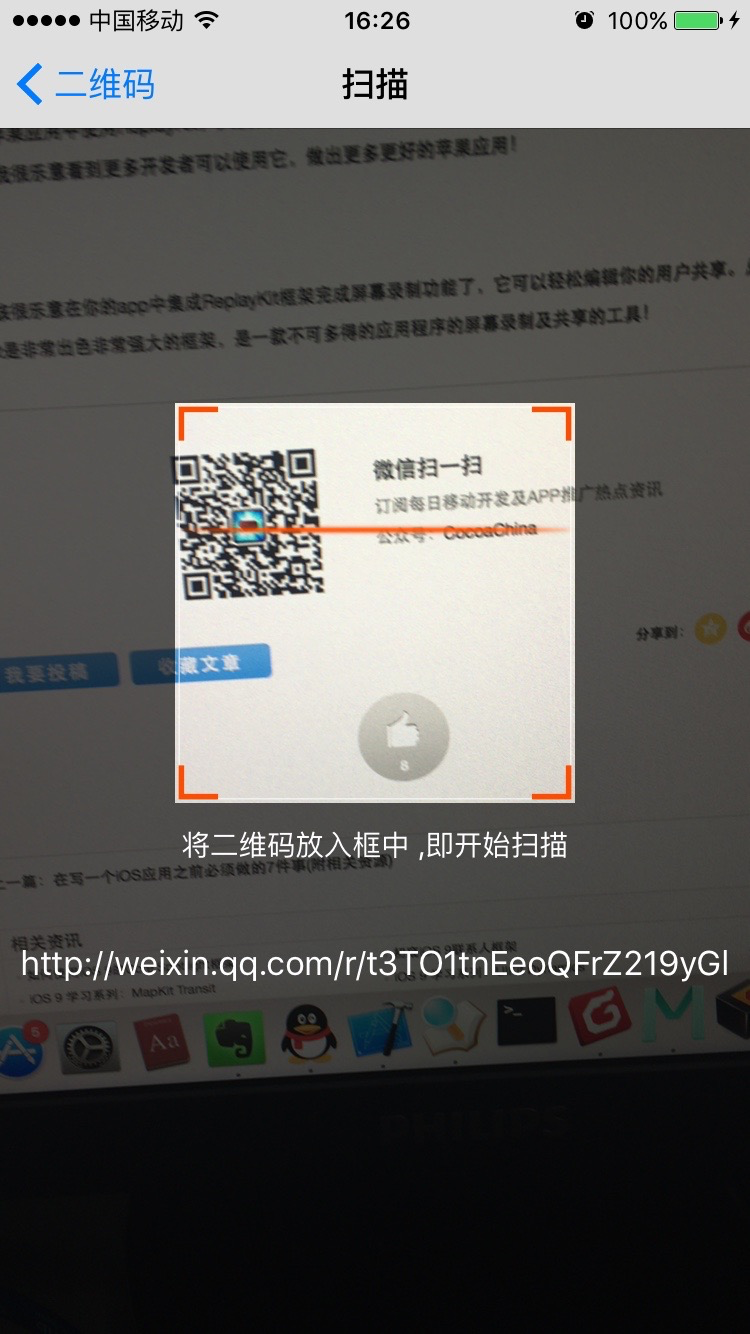 中国移动
16:26
100%
二维码
扫描
我很乐意看到更多开发者可以使用它，做出更多更好的苹果应用！
该很乐意在你的app中集成ReplayKit框架完成屏幕录制功能了，它可以轻松编辑你的用户共享。
是非常出色非常强大的框架，是一款不可多得的应用程序的屏幕录制及共享的工具！
微信扫一扫
订阅每日移动开发及APP推广热点资讯
公众号：CocoaChina
分享到：
我要投稿
收藏文章
8
将二维码放入框中 ,即开始扫描
上一篇：在写一个iOS应用之前必须做的7件事(附相关资源)
相关资讯
http://weixin.qq.com/r/t3TO1tnEeoQFrZ219yGl
· iOS 9 学习系列：MapKit Transit
5
Aa
>_
PHILIPS